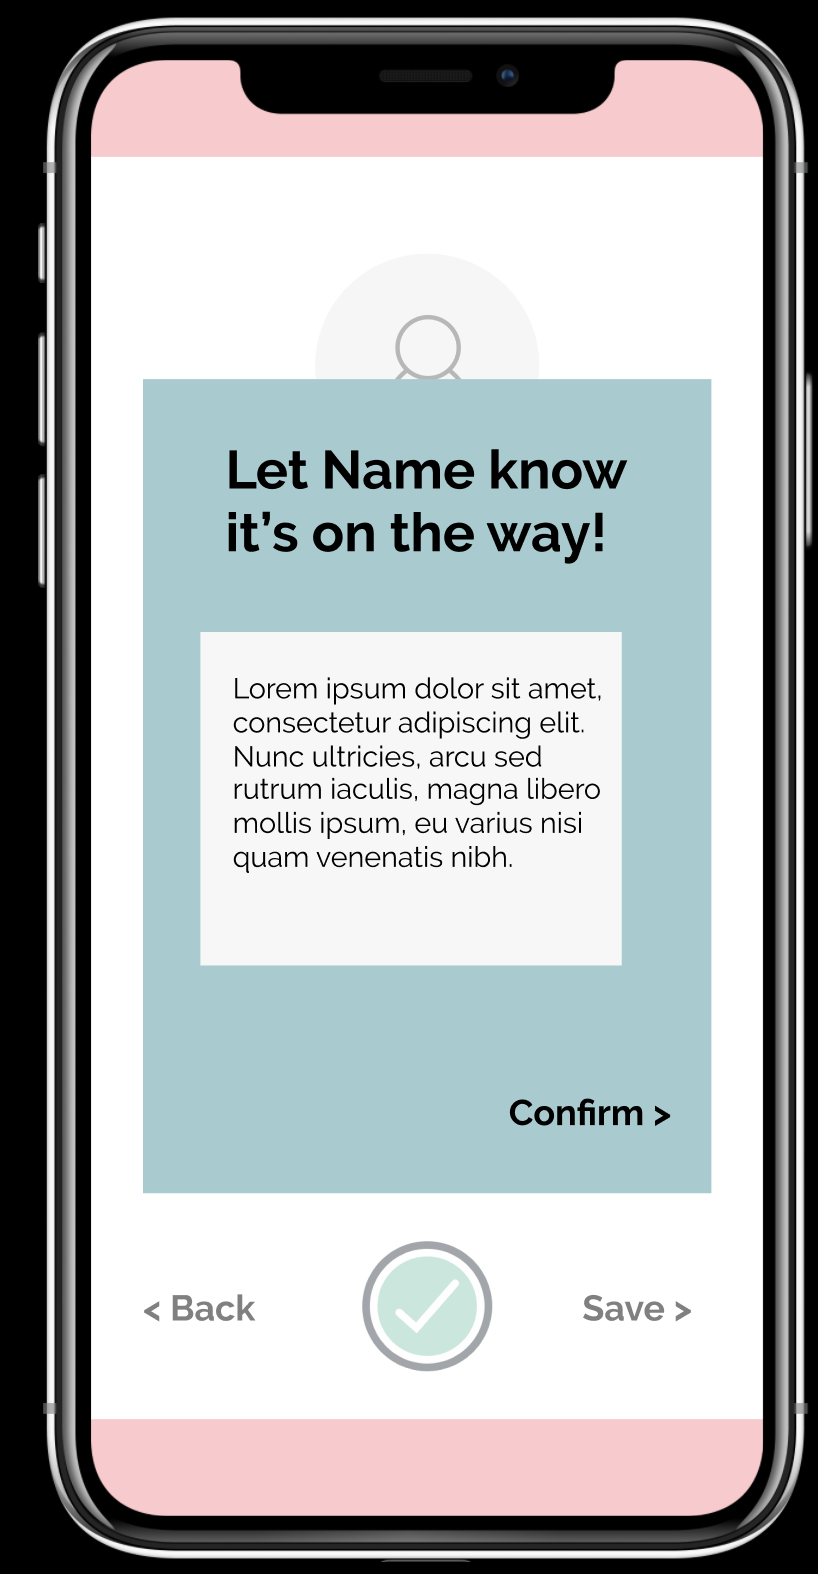 Let Name know
it’s on the way!
Lorem ipsum dolor sit amet,
consectetur adipiscing elit.
Nunc ultricies, arcu sed
rutrum iaculis, magna libero
mollis ipsum, eu varius nisi
quam venenatis nibh.
Confirm >
< Back
Save >